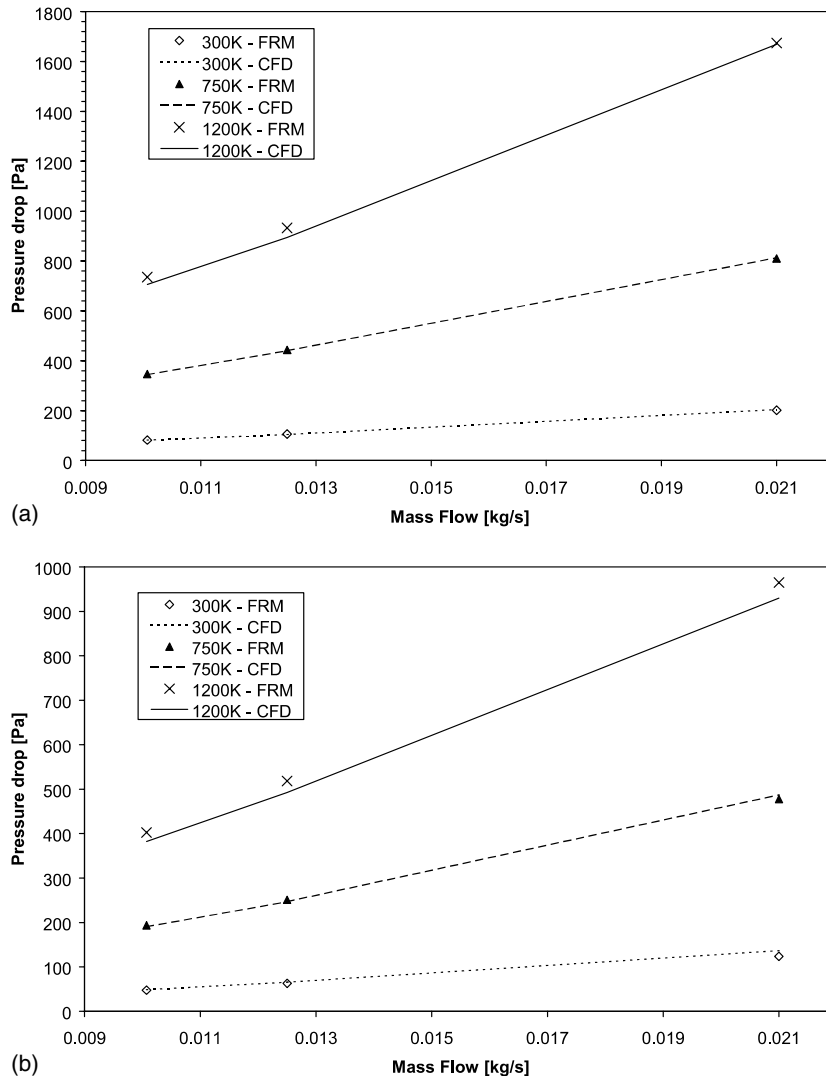 1800
1600
1400
1200
1000
800
600
400
200
0
Pressure drop [Pa]
300K - FRM
300K - CFD
750K - FRM
750K - CFD
1200K - FRM
1200K - CFD
0.009 0.011 0.013 0.015 0.017 0.019 0.021
Mass Flow [kg/s]
(a)
1000
900
800
700
600
500
400
300
200
100
0
Pressure drop [Pa]
300K - FRM
300K - CFD
750K - FRM
750K - CFD
1200K - FRM
1200K - CFD
0.009 0.011 0.013 0.015 0.017 0.019 0.021
Mass Flow [kg/s]
(b)